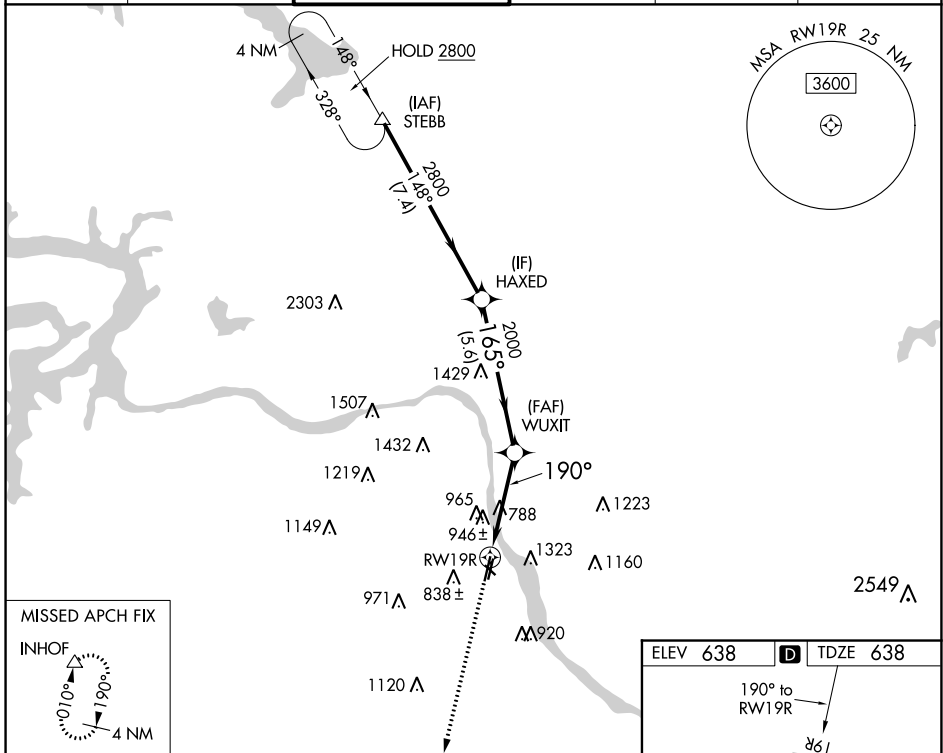 MSA RW19R 25 NM
3600
4 NM
148°
HOLD 2800
328°
(IAF)
STEBB
2800
148°
(7.4)
(IF)
HAXED
2303
2000
165°
(5.6)
1429
1507
(FAF)
WUXIT
1432
1219
190°
965
788
1223
946±
1149
RW19R
1323
1160
838±
971
2549
920
1120
MISSED APCH FIX
INHOF
010°
190°
4 NM
ELEV 638
D
TDZE 638
190° to
RW19R
19R